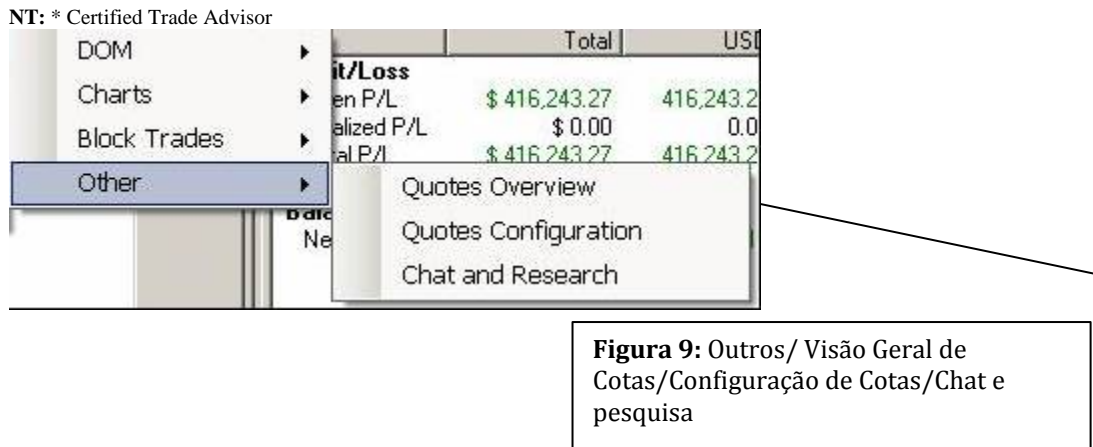 NT: * Certified Trade Advisor
DOM
Charts
Block Trades
Other
Total
it/Loss
en P/L $ 416,243.27 416,243.2
alized P/L $ 0.00 0.0
tal P/L $ 416,243.27 416,243.2
Quotes Overview
Ne
Quotes Configuration
Chat and Research
Figura 9: Outros/ Visão Geral de
Cotas/Configuração de Cotas/Chat e
pesquisa